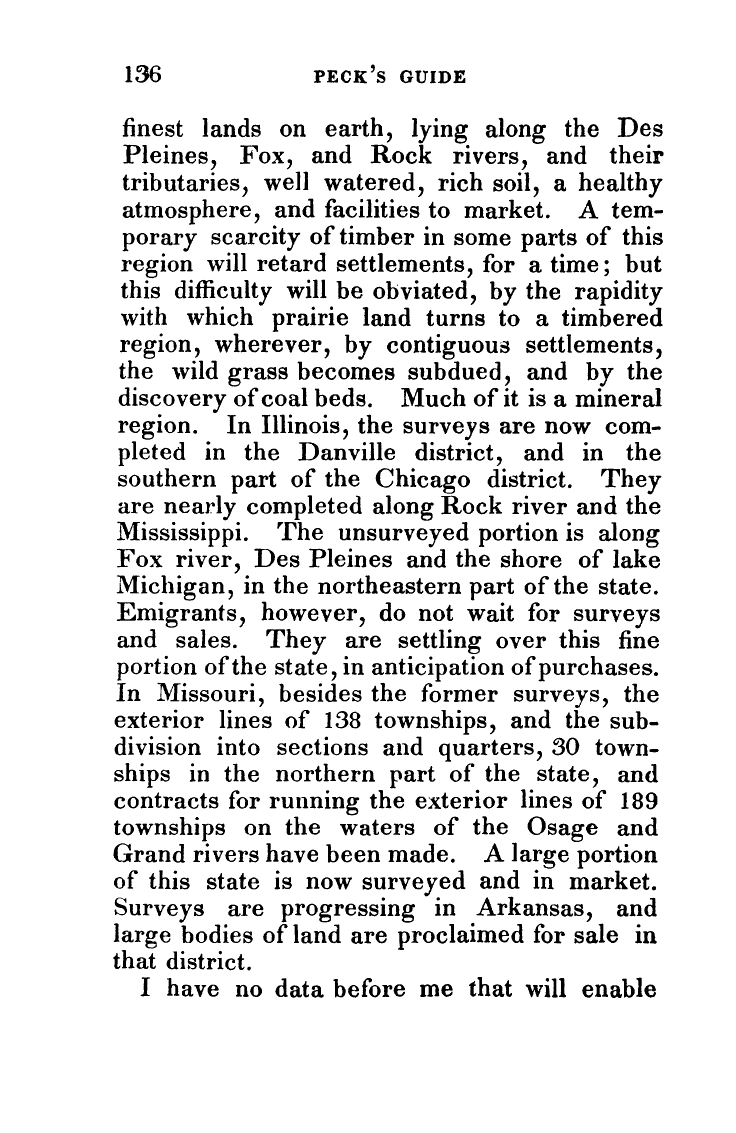 136 PECK'S GUIDE
finest lands on earth, lying along the Des
Pleines, Fox, and Rock rivers, and their
tributaries, well watered, rich soil, a healthy
atmosphere, and facilities to market. A tem-
porary scarcity of timber in some parts of this
region will retard settlements, for a time; but
this difficulty will be obviated, by the rapidity
with which prairie land turns to a timbered
region, wherever, by contiguous settlements,
the wild grass becomes subdued, and by the
discovery of coal beds. Much of it is a mineral
region. In Illinois, the surveys are now com-
pleted in the Danville district, and in the
southern part of the Chicago district. They
are nearly completed along Rock river and the
Mississippi. The unsurveyed portion is along
Fox river, Des Pleines and the shore of lake
Michigan, in the northeastern part of the state.
Emigrants, however, do not wait for surveys
and sales. They are settling over this fine
portion of the state, in anticipation of purchases.
In Missouri, besides the former surveys, the
exterior lines of 138 townships, and the sub-
division into sections and quarters, 30 town-
ships in the northern part of the state, and
contracts for running the exterior lines of 189
townships on the waters of the Osage and
Grand rivers have been made. A large portion
of this state is now surveyed and in market.
Surveys are progressing in Arkansas, and
large bodies of land are proclaimed for sale in
that district.
I have no data before me that will enable